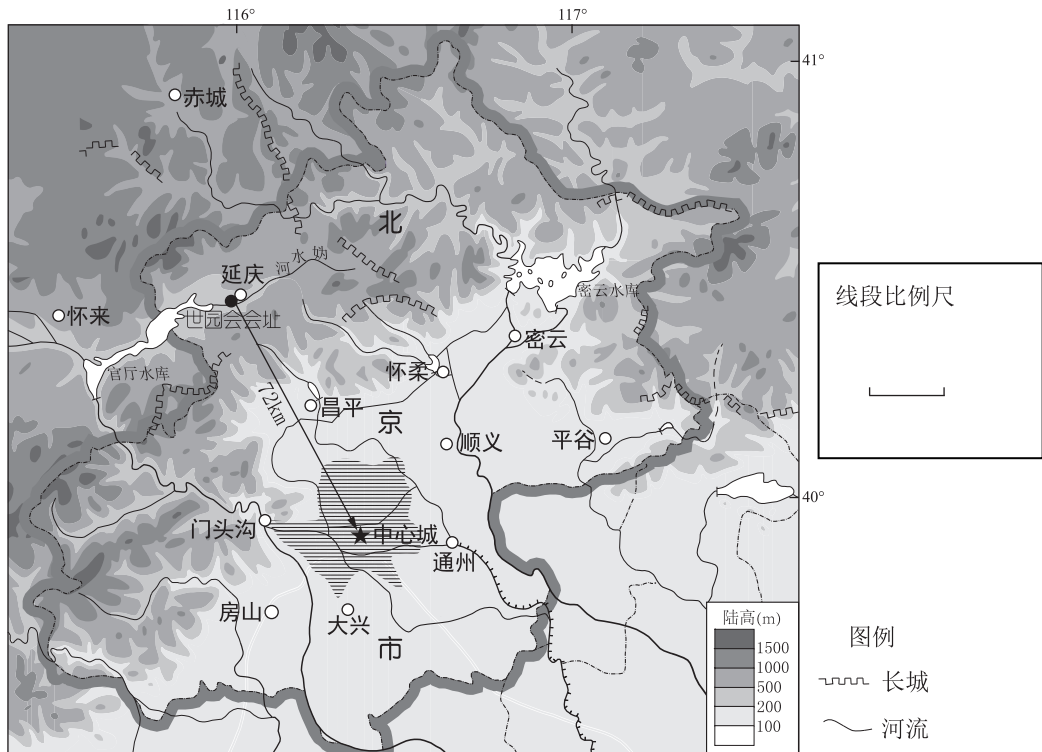 116°
117°
41°
赤城
北
河水妫
延庆
世园会会址
怀来
密云水库
线段比例尺
官厅水库
密云
怀柔
72km
昌平
京
顺义
平谷
40°
门头沟
中心城
通州
房山
大兴
市
陆高(m)
1500
1000
500
200
100
图例
长城
河流